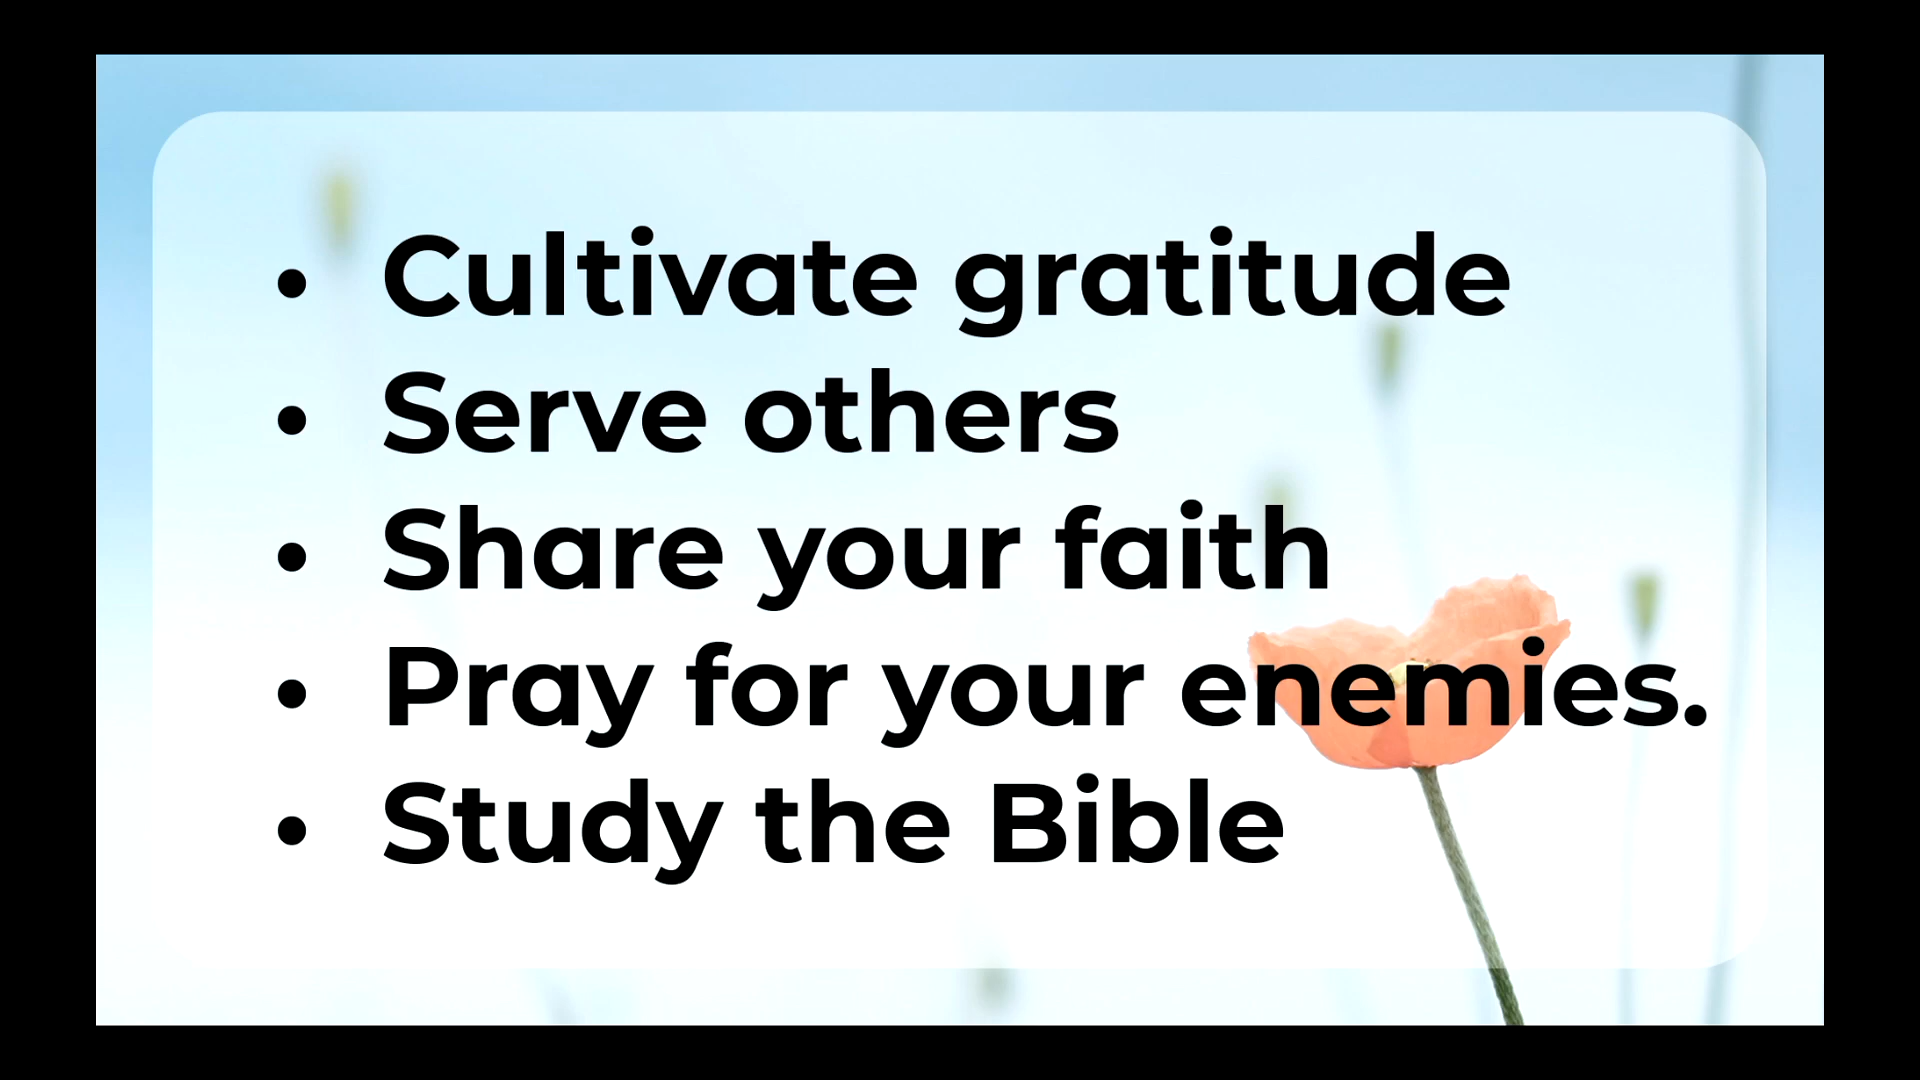 • Cultivate gratitude
• Serve others
• Share your faith
• Pray for your enemies.
• Study the Bible